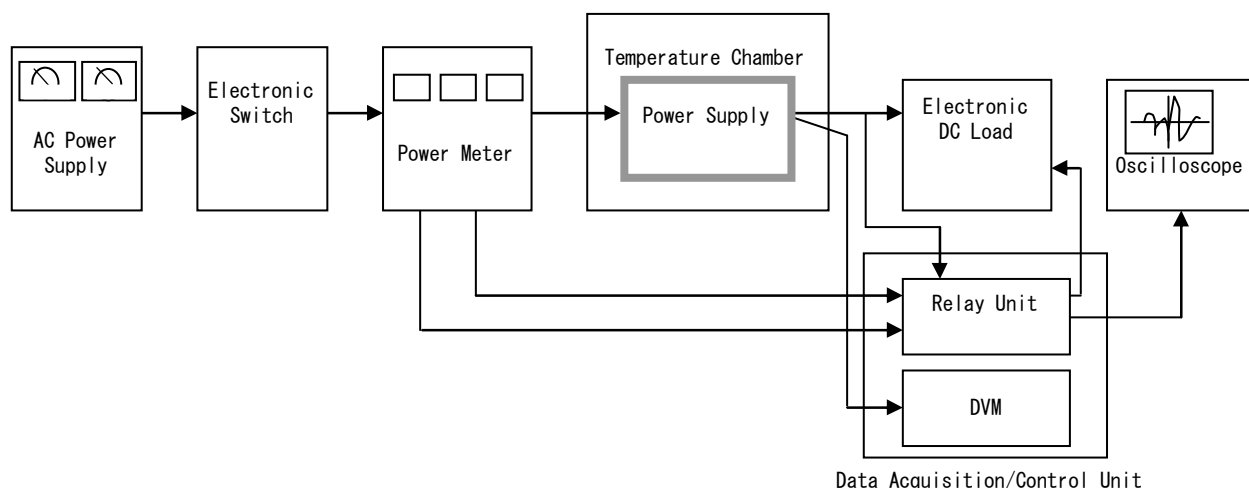 AC Power
Supply
Electronic
Switch
Power Meter
Temperature Chamber
Power Supply
Electronic
DC Load
Oscilloscope
Relay Unit
DVM
Data Acquisition/Control Unit